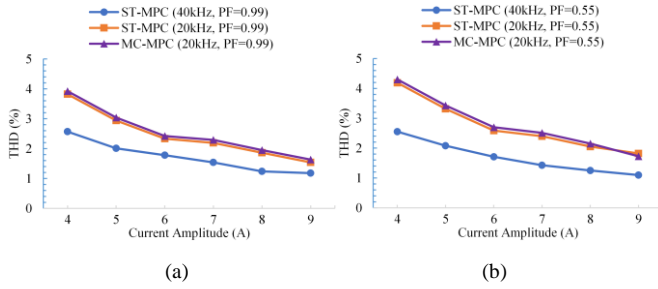 ST-MPC (40kHz, PF=0.99)
ST-MPC (20kHz, PF=0.99)
MC-MPC (20kHz, PF=0.99)
5
4
3
2
1
0
THD (%)
4 5 6 7 8 9
Current Amplitude (A)
(a)
ST-MPC (40kHz, PF=0.55)
ST-MPC (20kHz, PF=0.55)
MC-MPC (20kHz, PF=0.55)
5
4
3
2
1
0
THD (%)
4 5 6 7 8 9
Current Amplitude (A)
(b)